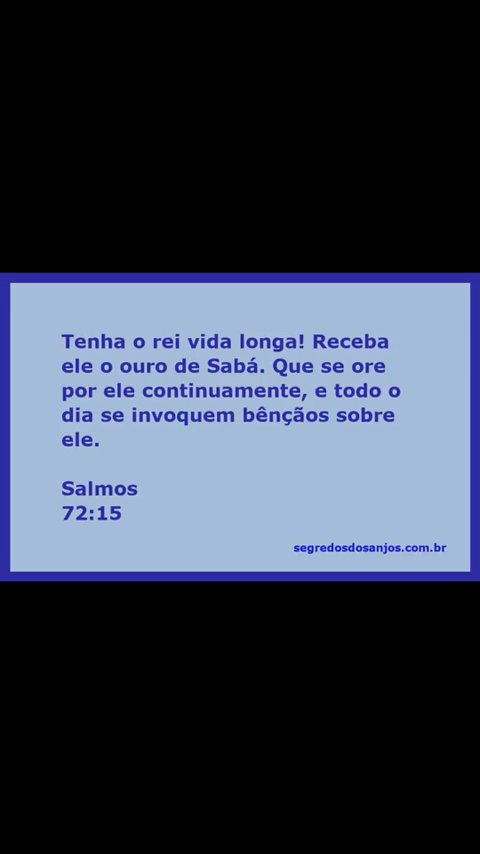 Tenha o rei vida longa! Receba
ele o ouro de Sabá. Que se ore
por ele continuamente, e todo o
dia se invoquem bênçãos sobre
ele.
Salmos
72:15
segredosdosanjos.com.br